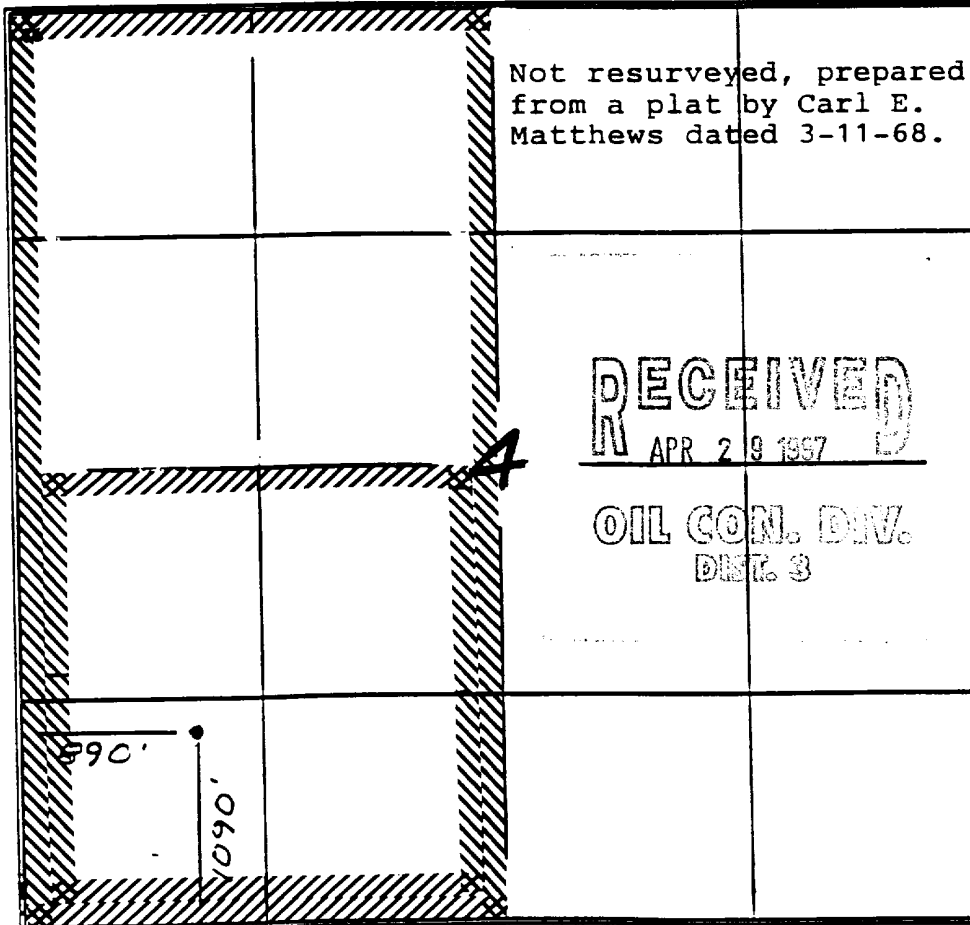 Not resurveyed, prepared
from a plat by Carl E.
Matthews dated 3-11-68.
RECEIVED
APR 29 1997
OIL CON. DIV.
DIST. 3
4
890'
1090'